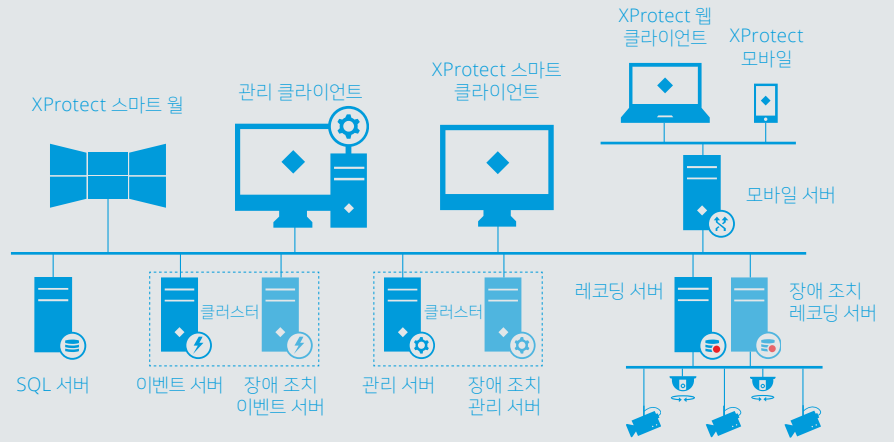 XProtect 스마트 월
관리 클라이언트
XProtect 스마트
클라이언트
XProtect 웹
클라이언트
XProtect
모바일
모바일 서버
클러스터
클러스터
레코딩 서버
장애 조치
레코딩 서버
SQL 서버
이벤트 서버
장애 조치
이벤트 서버
관리 서버
장애 조치
관리 서버